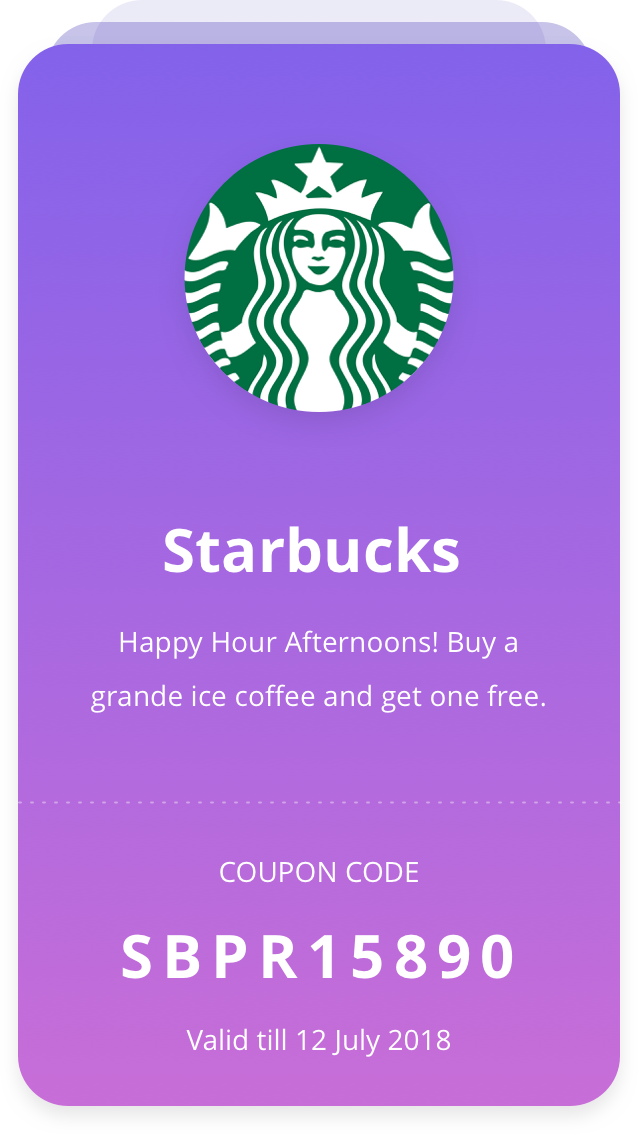 Starbucks
Happy Hour Afternoons! Buy a
grande ice coffee and get one free.
COUPON CODE
SBPR15890
Valid till 12 July 2018